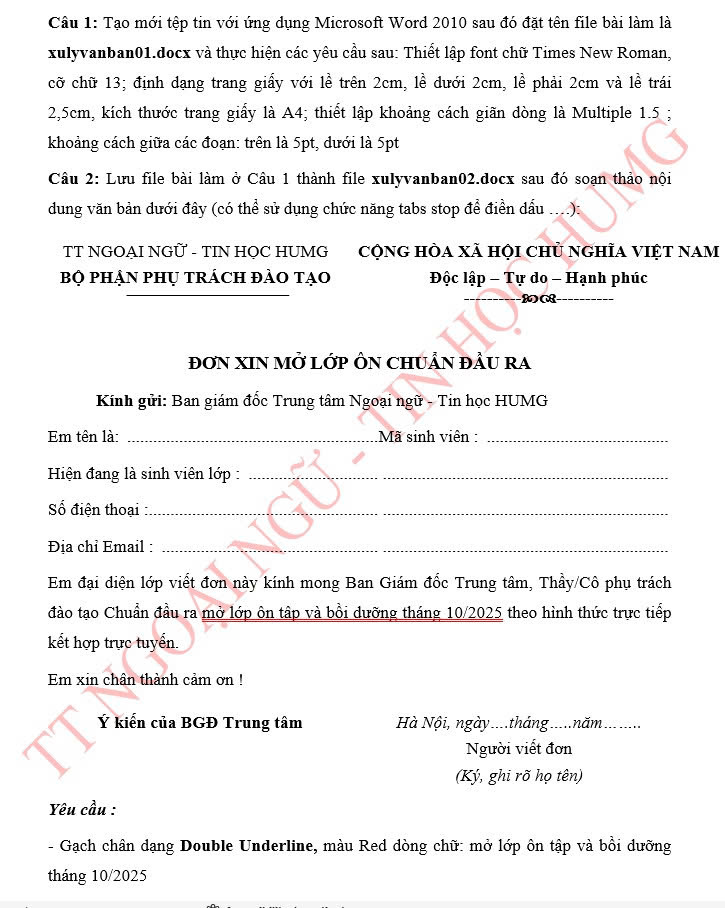 Câu 1: Tạo mới tệp tin với ứng dụng Microsoft Word 2010 sau đó đặt tên file bài làm là
xulyvanban01.docx và thực hiện các yêu cầu sau: Thiết lập font chữ Times New Roman,
cỡ chữ 13; định dạng trang giấy với lề trên 2cm, lề dưới 2cm, lề phải 2cm và lề trái
2,5cm, kích thước trang giấy là A4; thiết lập khoảng cách giãn dòng là Multiple 1.5 ;
khoảng cách giữa các đoạn: trên là 5pt, dưới là 5pt
Câu 2: Lưu file bài làm ở Câu 1 thành file xulyvanban02.docx sau đó soạn thảo nội
dung văn bản dưới đây (có thể sử dụng chức năng tabs stop để điền dấu ….):
TT NGOẠI NGỮ - TIN HỌC HUMG CỘNG HÒA XÃ HỘI CHỦ NGHĨA VIỆT NAM
BỘ PHẬN PHỤ TRÁCH ĐÀO TẠO Độc lập – Tự do – Hạnh phúc
ĐƠN XIN MỞ LỚP ÔN CHUẨN ĐẦU RA
Kính gửi: Ban giám đốc Trung tâm Ngoại ngữ - Tin học HUMG
Em tên là: ............................................................Mã sinh viên : ............................................
Hiện đang là sinh viên lớp : ............................... .....................................................................
Số điện thoại :........................................................ .....................................................................
Địa chỉ Email : .................................................... .....................................................................
Em đại diện lớp viết đơn này kính mong Ban Giám đốc Trung tâm, Thầy/Cô phụ trách
đào tạo Chuẩn đầu ra mở lớp ôn tập và bồi dưỡng tháng 10/2025 theo hình thức trực tiếp
kết hợp trực tuyến.
Em xin chân thành cảm ơn !
Ý kiến của BGĐ Trung tâm Hà Nội, ngày….tháng…..năm……..
Người viết đơn
(Ký, ghi rõ họ tên)
Yêu cầu :
- Gạch chân dạng Double Underline, màu Red dòng chữ: mở lớp ôn tập và bồi dưỡng
tháng 10/2025
TT NGOẠI NGỮ - TIN HỌC HUMG